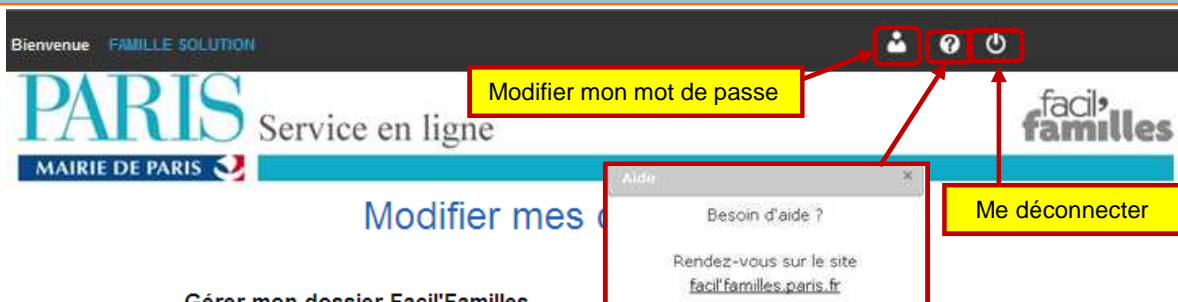 Bienvenue FAMILLE SOLUTION
Modifier mon mot de passe
PARIS Service en ligne
facil'familles
MAIRIE DE PARIS
Aide ×
Modifier mes
Besoin d'aide ?
Me déconnecter
Rendez-vous sur le site
facil'familles.paris.fr
Gérer mon dossier Facil'Familles